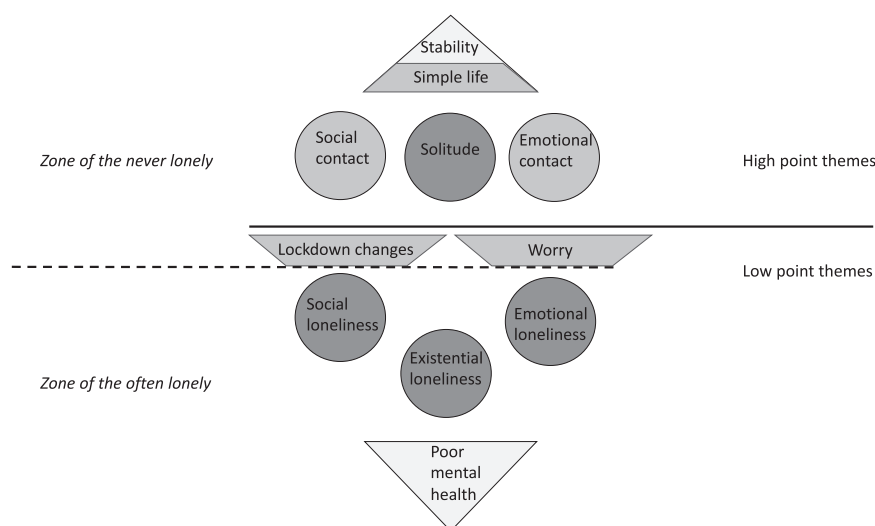 Stability
Simple life
Social
contact
Solitude
Emotional
contact
Zone of the never lonely
High point themes
Lockdown changes
Worry
Low point themes
Social
loneliness
Emotional
loneliness
Existential
loneliness
Zone of the often lonely
Poor
mental
health